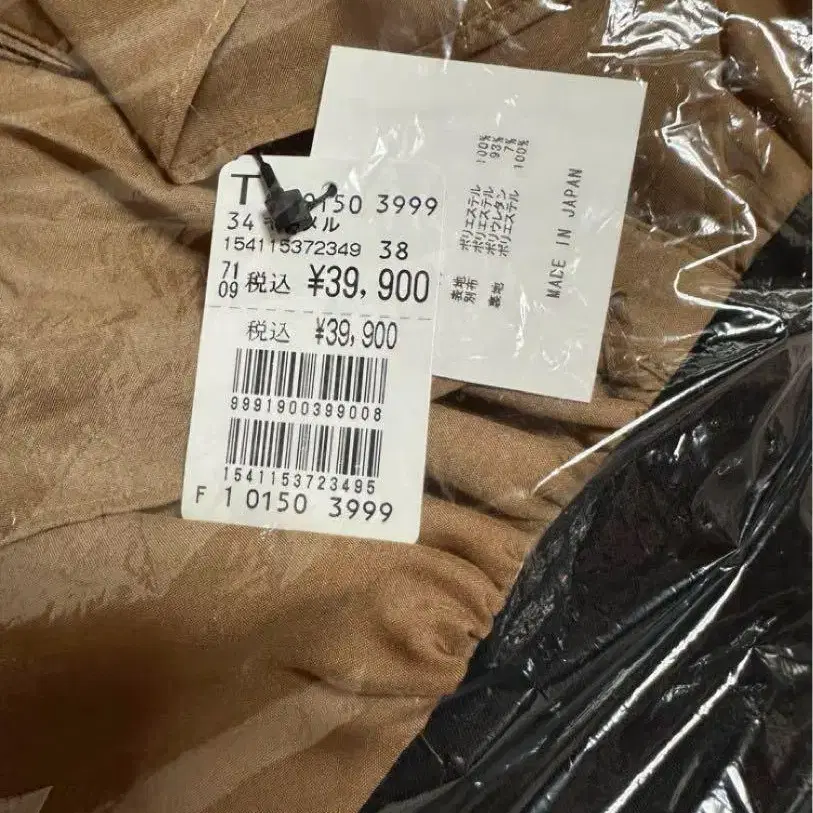 T 0150 3999
34 キャメル
154115372349 38
71
09 税込 ¥39,900
税込 ¥39,900
9991900399008
1541153723495
F 1 0150 3999
表地 ポリエステル 100%
別布 ポリエステル 93%
ポリウレタン 7%
裏地 ポリエステル 100%
MADE IN JAPAN